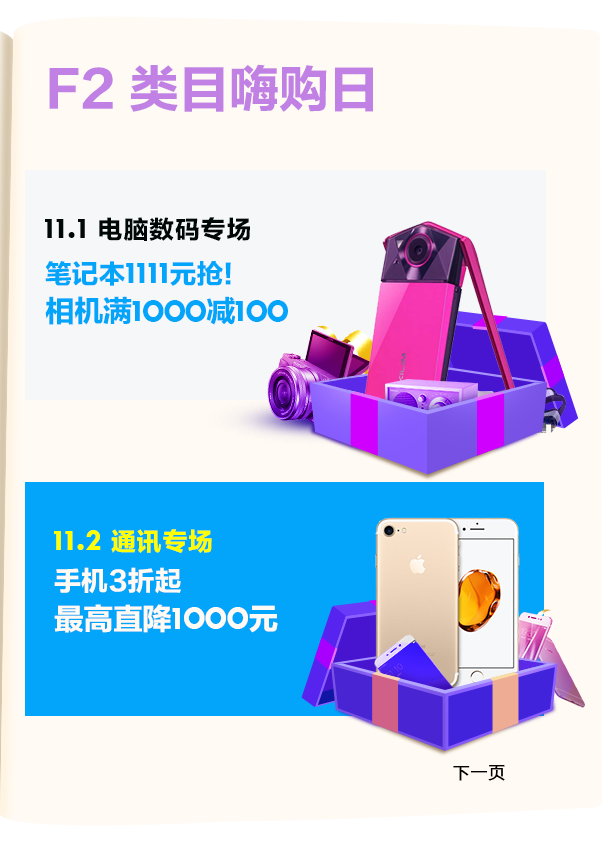 F2 类目嗨购日
11.1 电脑数码专场
笔记本1111元抢!
相机满1000减100
11.2 通讯专场
手机3折起
最高直降1000元
下一页